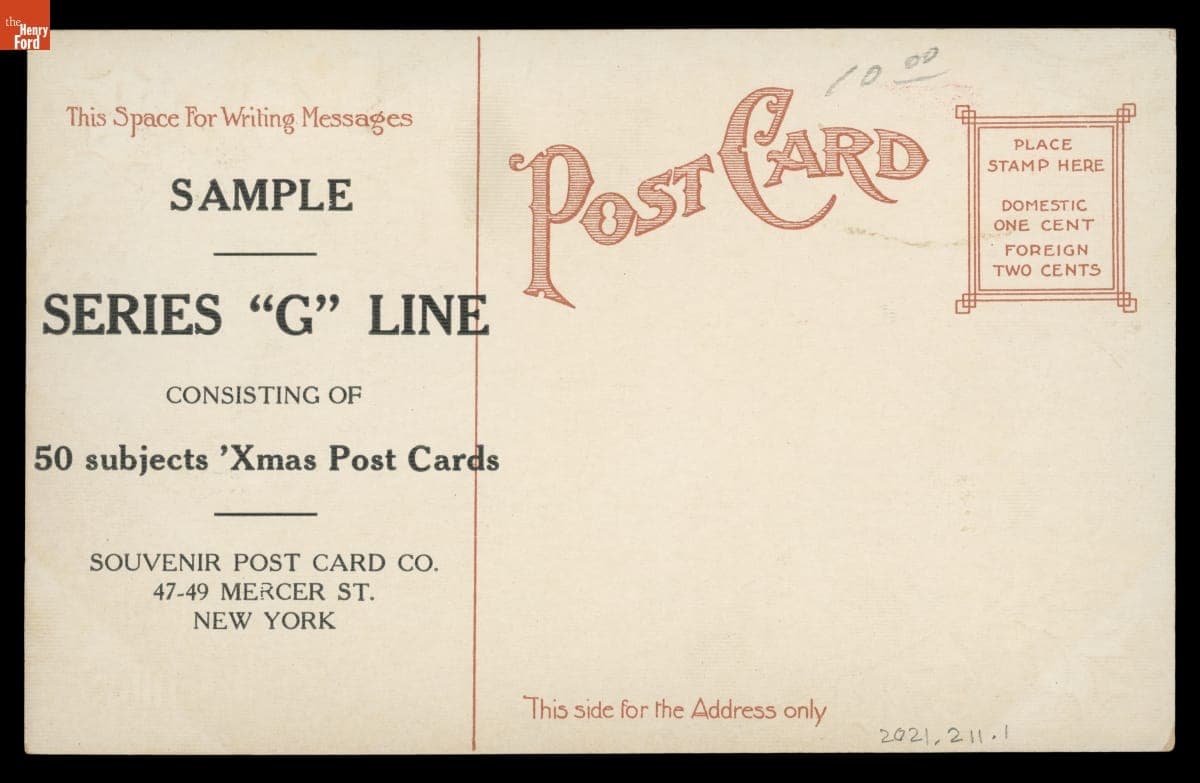 the
Henry
Ford
This Space For Writing Messages
SAMPLE
SERIES “G” LINE
CONSISTING OF
50 subjects ’Xmas Post Cards
SOUVENIR POST CARD CO.
47-49 MERCER ST.
NEW YORK
10 00
POST CARD
PLACE
STAMP HERE
DOMESTIC
ONE CENT
FOREIGN
TWO CENTS
This side for the Address only
2021.211.1